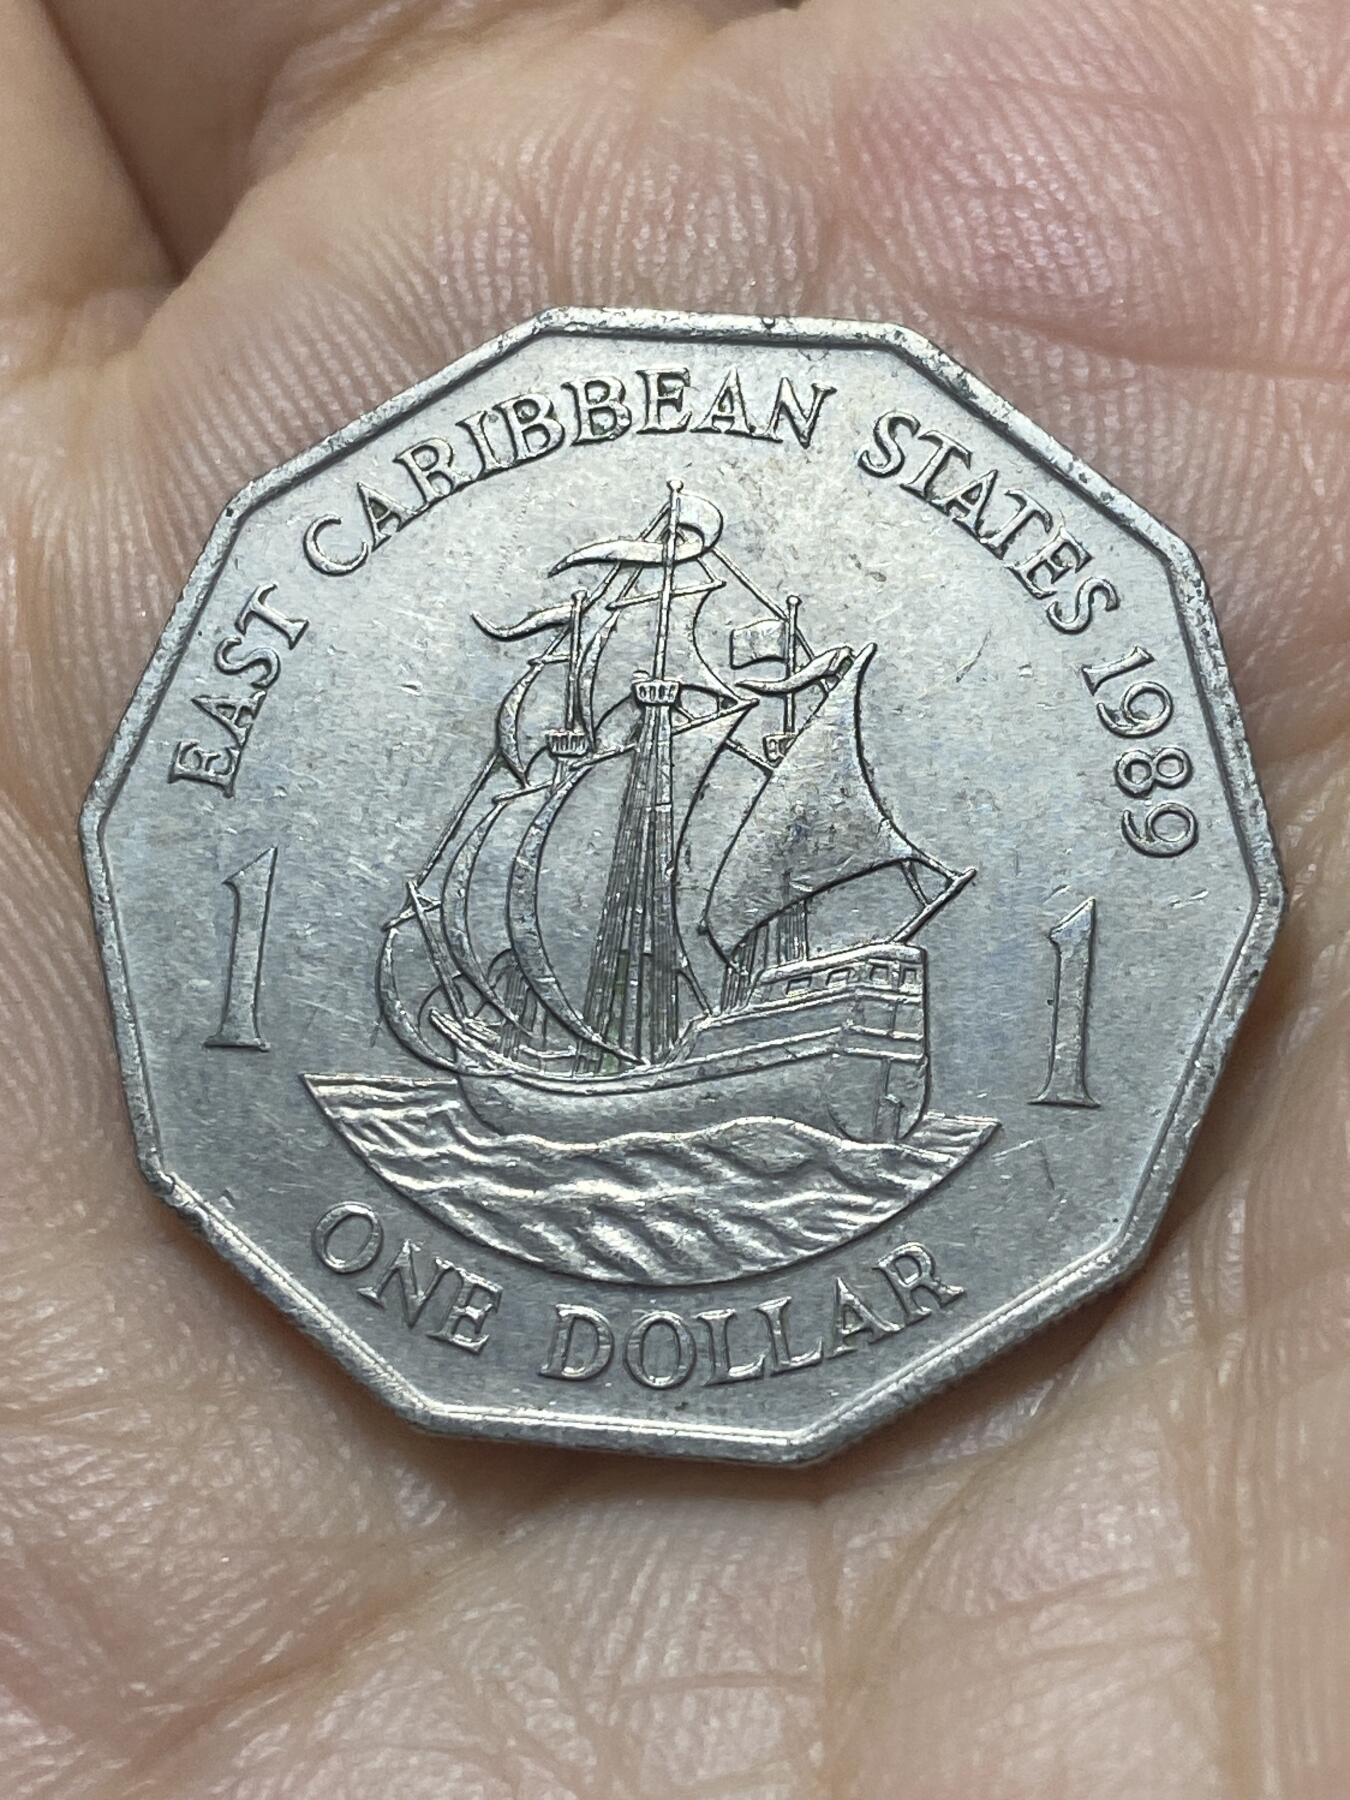 EAST CARIBBEAN STATES 1989
1 1
ONE DOLLAR